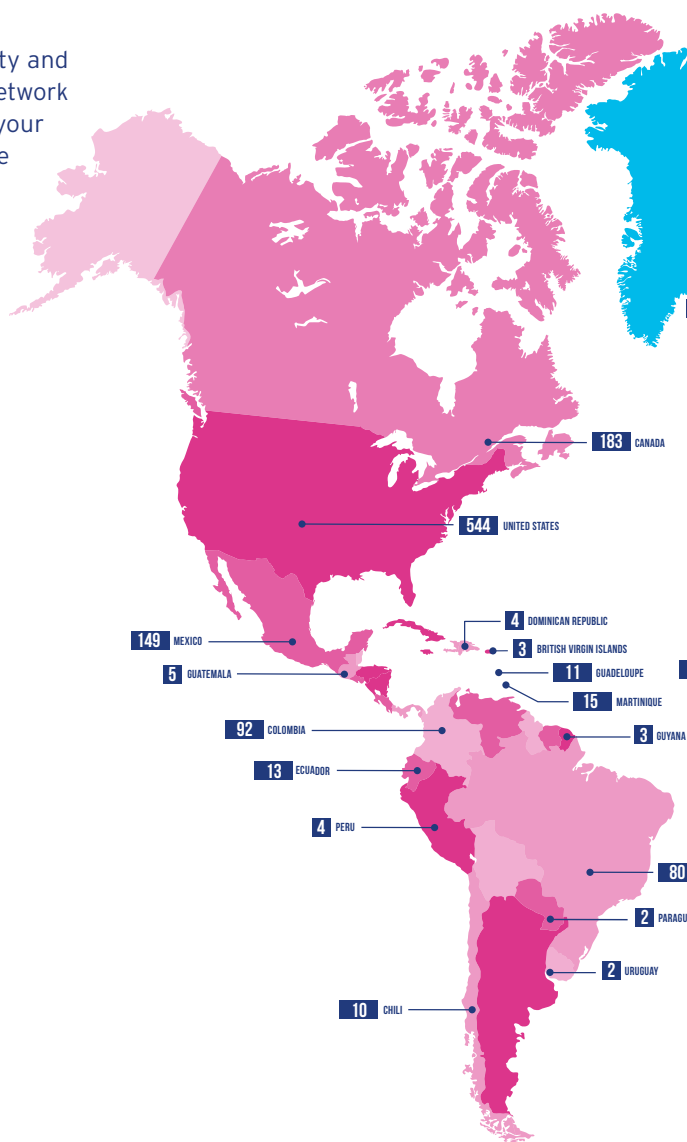 ty and
etwork
your
e
183 CANADA
544 UNITED STATES
4 DOMINICAN REPUBLIC
149 MEXICO
3 BRITISH VIRGIN ISLANDS
5 GUATEMALA
11 GUADELOUPE
15 MARTINIQUE
92 COLOMBIA
3 GUYANA
13 ECUADOR
4 PERU
80
2 PARAGU
2 URUGUAY
10 CHILI